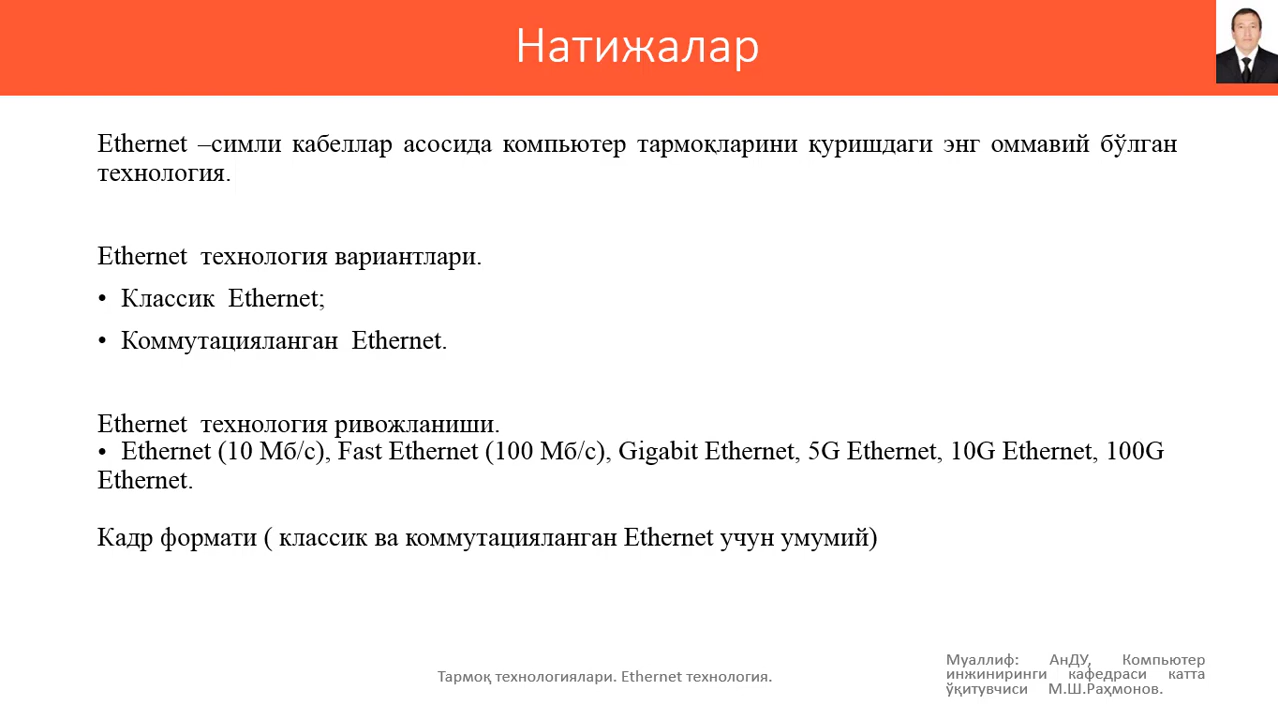 Натижалар
Ethernet –симли кабеллар асосида компьютер тармоқларини қуришдаги энг оммавий бўлган
технология.
Ethernet технология вариантлари.
• Классик Ethernet;
• Коммутацияланган Ethernet.
Ethernet технология ривожланиши.
• Ethernet (10 Мб/с), Fast Ethernet (100 Мб/с), Gigabit Ethernet, 5G Ethernet, 10G Ethernet, 100G
Ethernet.
Кадр формати ( классик ва коммутацияланган Ethernet учун умумий)
Тармоқ технологиялари. Ethernet технология.
Муаллиф: АнДУ, Компьютер
инжиниринги кафедраси катта
ўқитувчиси М.Ш.Раҳмонов.